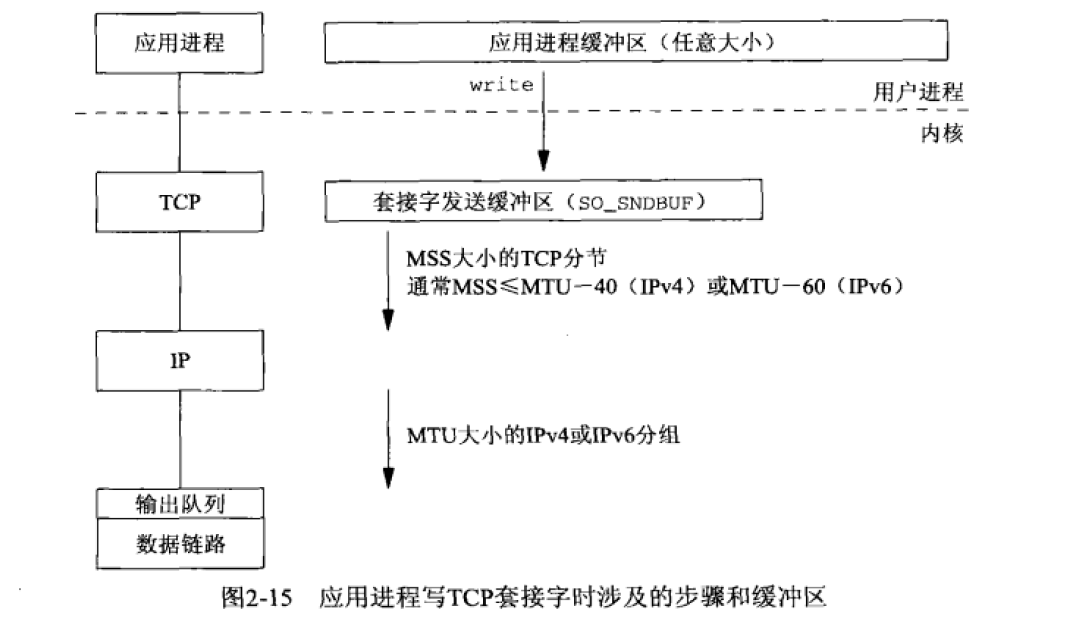 应用进程
应用进程缓冲区（任意大小）
write
用户进程
内核
TCP
套接字发送缓冲区（SO_SNDBUF）
MSS大小的TCP分节
通常MSS≤MTU－40（IPv4）或MTU－60（IPv6）
IP
MTU大小的IPv4或IPv6分组
输出队列
数据链路
图2-15 应用进程写TCP套接字时涉及的步骤和缓冲区